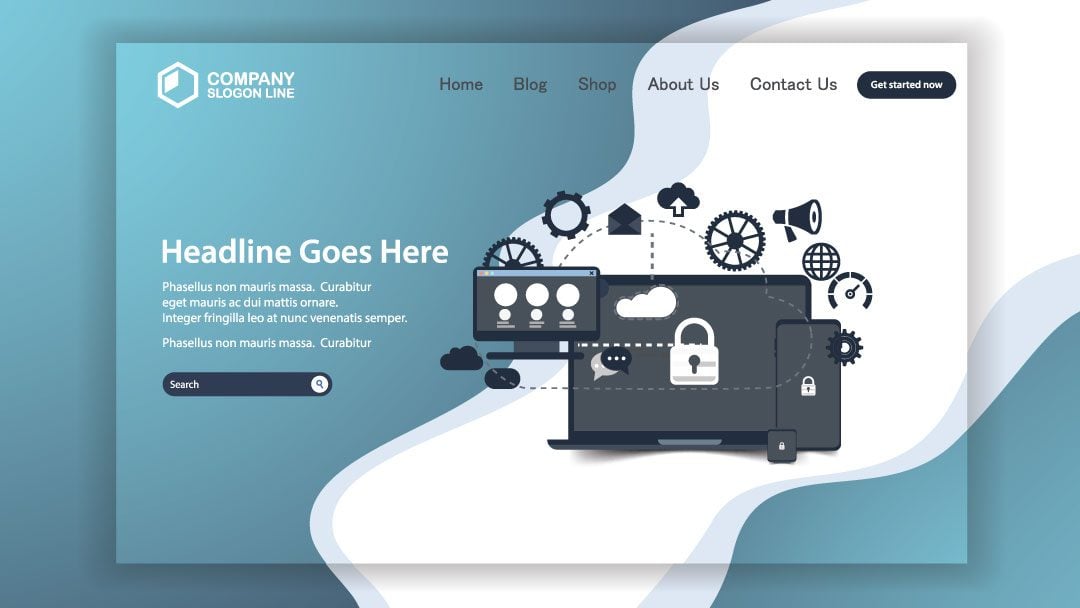 COMPANY
SLOGON LINE
Home Blog Shop About Us Contact Us Get started now
Headline Goes Here
Phasellus non mauris massa. Curabitur
eget mauris ac dui mattis ornare.
Integer fringilla leo at nunc venenatis semper.
Phasellus non mauris massa. Curabitur
Search